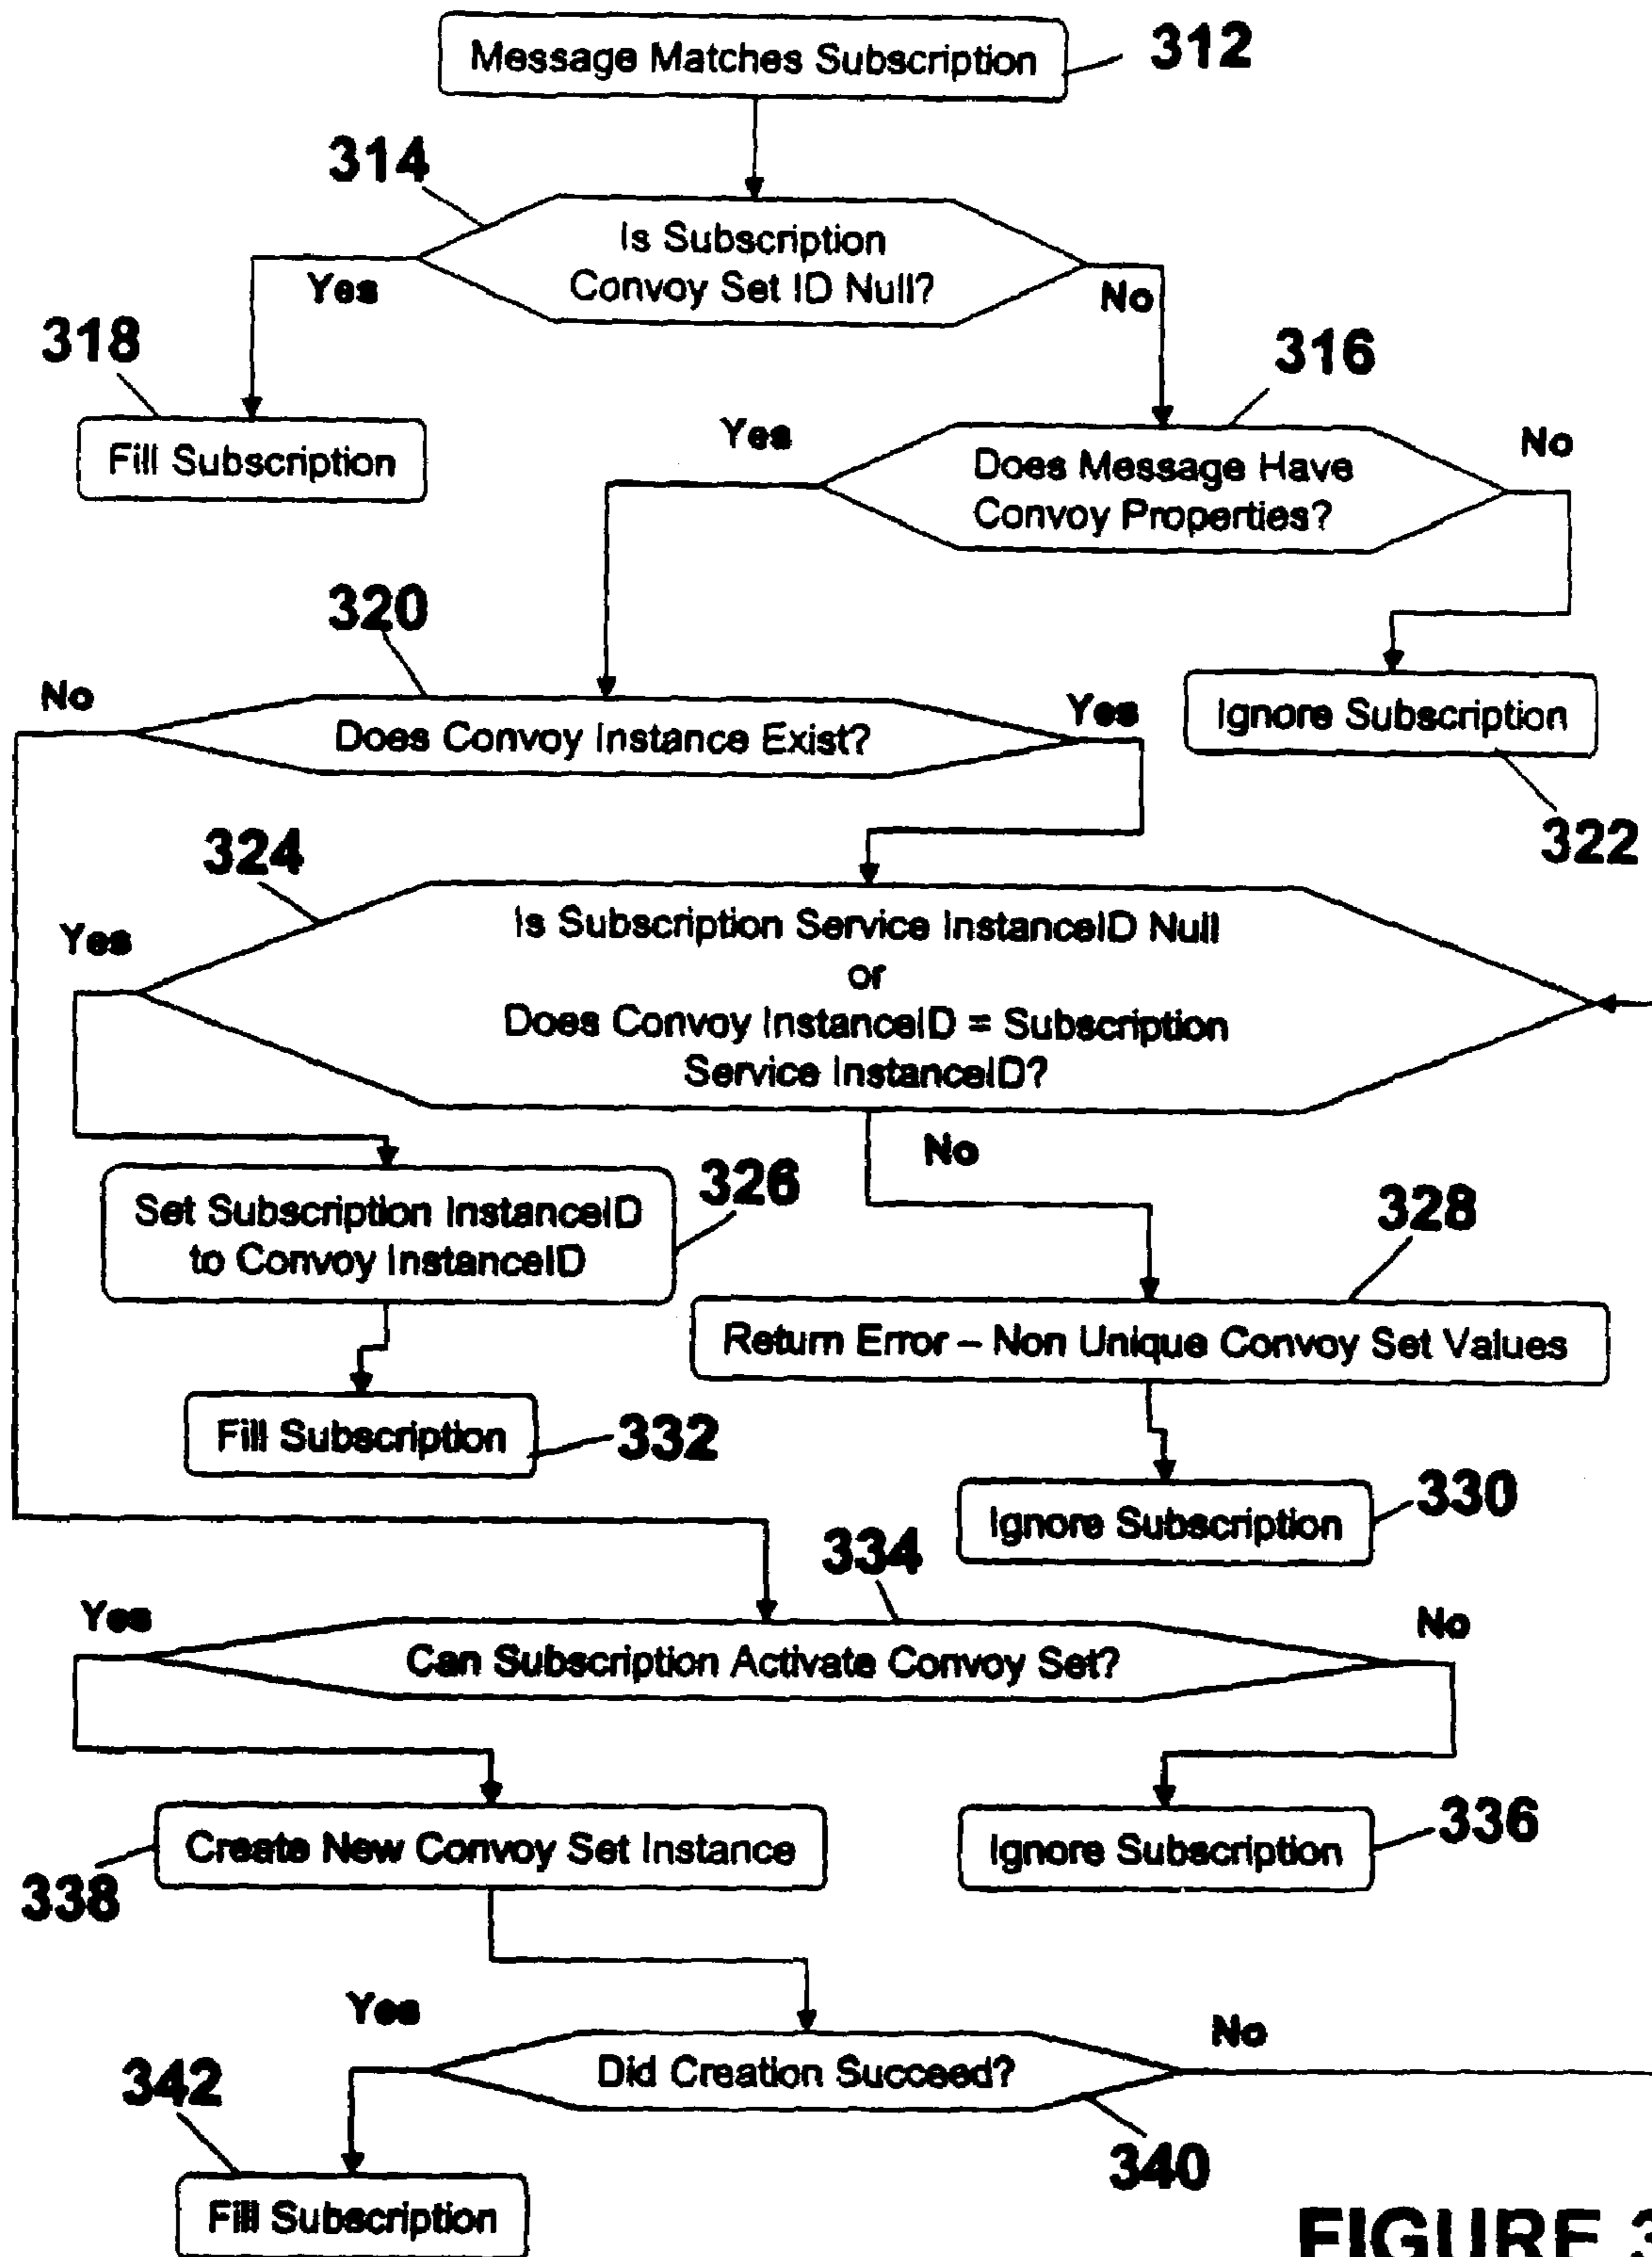 Message Matches Subscription
312
314
Is Subscription
Convoy Set ID Null?
Yes
No
318
316
Fill Subscription
Yes
Does Message Have
Convoy Properties?
No
320
No
Does Convoy Instance Exist?
Yes
Ignore Subscription
322
324
Yes
Is Subscription Service InstanceID Null
or
Does Convoy InstanceID = Subscription
Service InstanceID?
No
Set Subscription InstanceID
to Convoy InstanceID
326
328
Return Error – Non Unique Convoy Set Values
Fill Subscription
332
Ignore Subscription
330
334
Yes
Can Subscription Activate Convoy Set?
No
Create New Convoy Set Instance
338
Ignore Subscription
336
Yes
Did Creation Succeed?
No
342
340
Fill Subscription
FIGURE 3